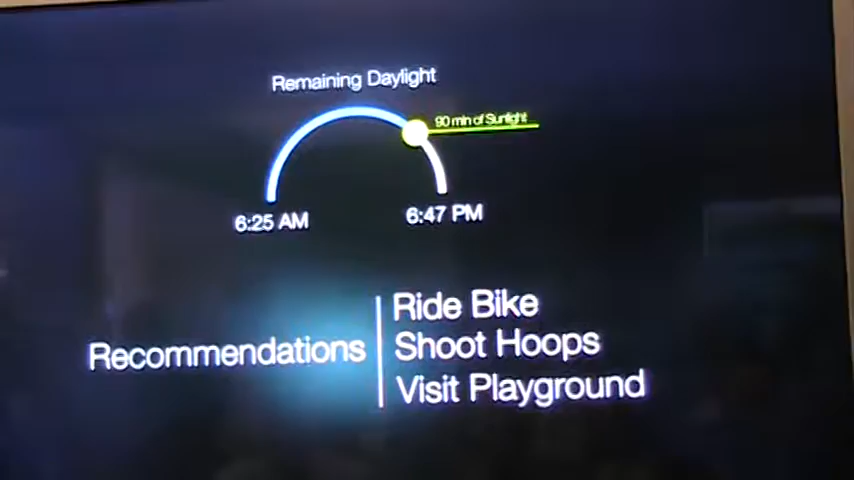 Remaining Daylight
90 min of Sunlight
6:25 AM
6:47 PM
Recommendations
Ride Bike
Shoot Hoops
Visit Playground